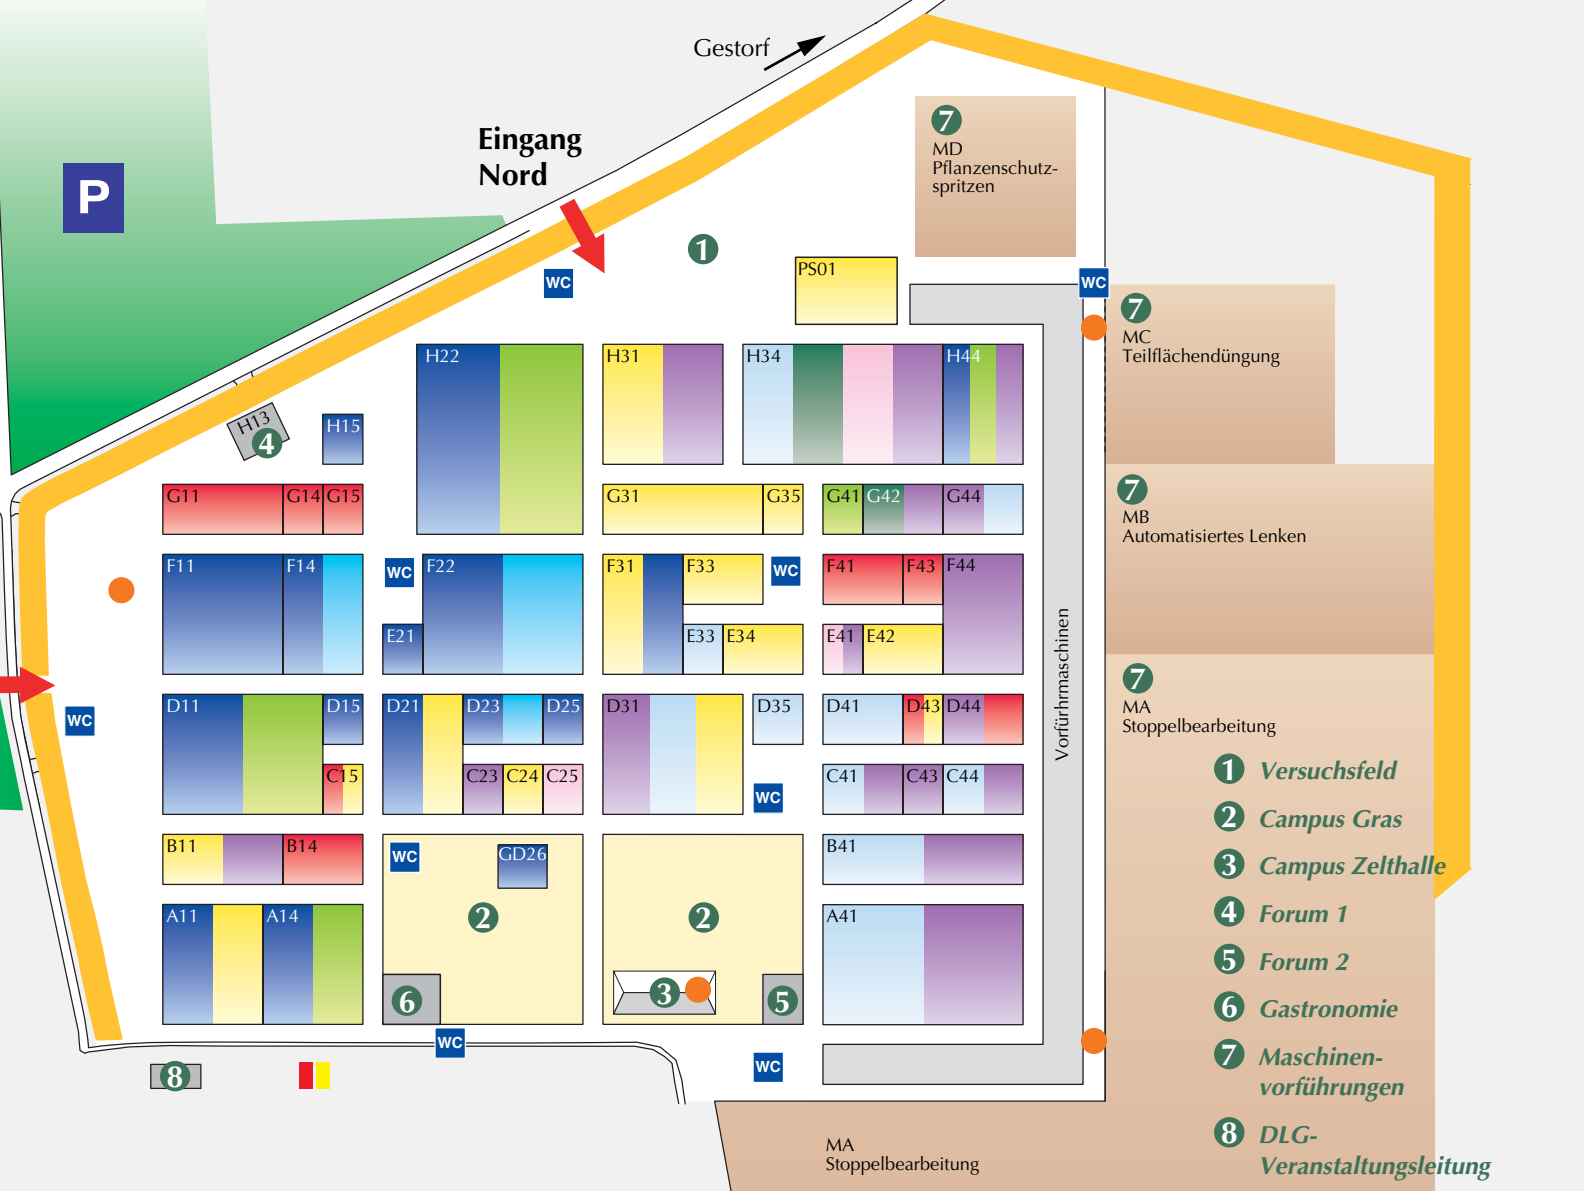 Gestorf
Eingang
Nord
P
7
MD
Pflanzenschutz-
spritzen
1
WC
PS01
WC
7
MC
Teilflächendüngung
H22
H31
H34
H44
H13
4
H15
G11
G14
G15
G31
G35
G41
G42
G44
7
MB
Automatisiertes Lenken
F11
F14
WC
F22
F31
F33
WC
F41
F43
F44
E21
E33
E34
E41
E42
Vorfürhrmaschinen
7
MA
Stoppelbearbeitung
WC
D11
D15
D21
D23
D25
D31
D35
D41
D43
D44
C15
C23
C24
C25
WC
C41
C43
C44
B11
B14
WC
GD26
B41
2
2
A11
A14
A41
6
3
5
WC
WC
8
1 Versuchsfeld
2 Campus Gras
3 Campus Zelthalle
4 Forum 1
5 Forum 2
6 Gastronomie
7 Maschinen-
vorführungen
8 DLG-
Veranstaltungsleitung
MA
Stoppelbearbeitung